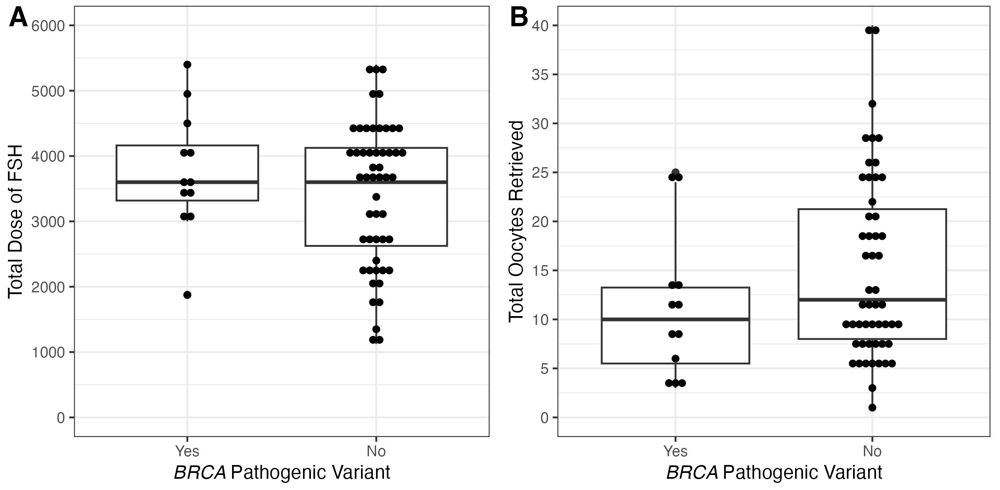 A
6000
5000
4000
3000
2000
1000
0
Total Dose of FSH
Yes No
BRCA Pathogenic Variant
B
40
35
30
25
20
15
10
5
0
Total Oocytes Retrieved
Yes No
BRCA Pathogenic Variant